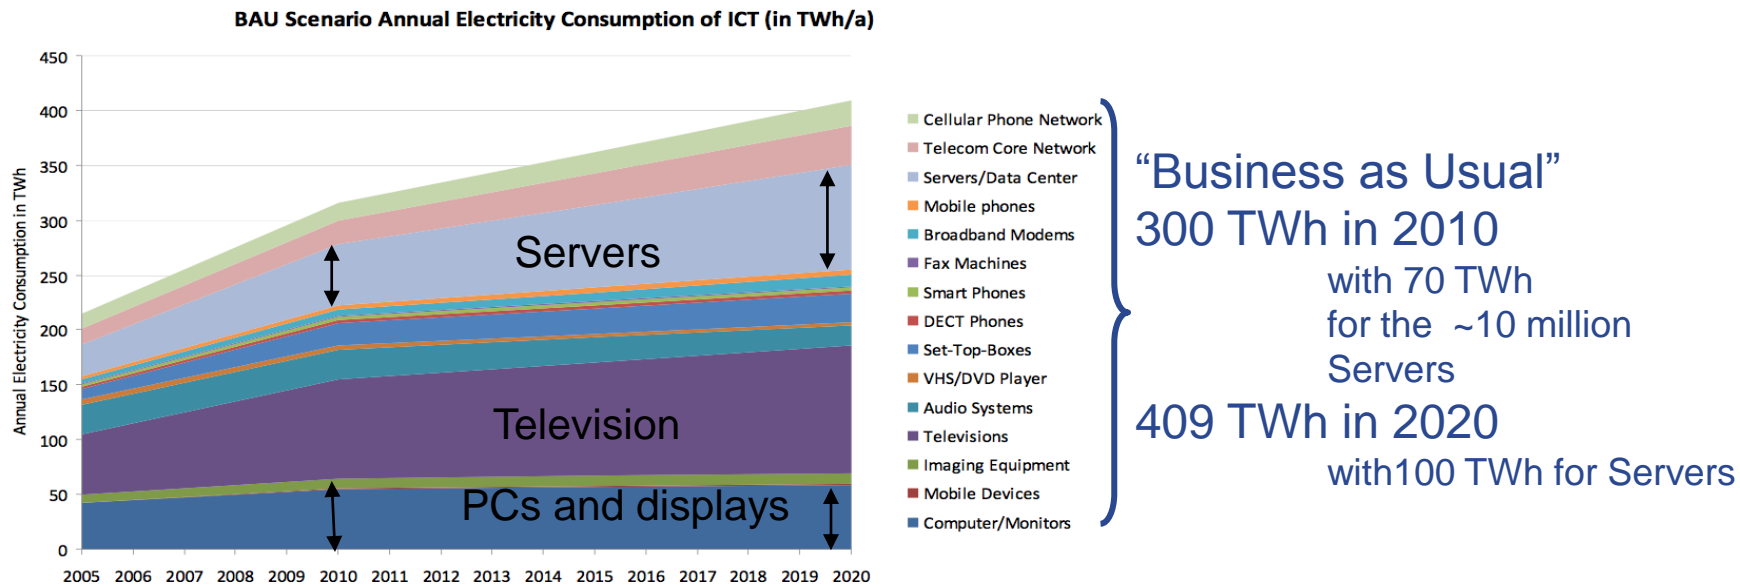 BAU Scenario Annual Electricity Consumption of ICT (in TWh/a)
Annual Electricity Consumption in TWh
450
400
350
300
250
200
150
100
50
0
2005 2006 2007 2008 2009 2010 2011 2012 2013 2014 2015 2016 2017 2018 2019 2020
Servers
Television
PCs and displays
Cellular Phone Network
Telecom Core Network
Servers/Data Center
Mobile phones
Broadband Modems
Fax Machines
Smart Phones
DECT Phones
Set-Top-Boxes
VHS/DVD Player
Audio Systems
Televisions
Imaging Equipment
Mobile Devices
Computer/Monitors
“Business as Usual”
300 TWh in 2010
with 70 TWh
for the ~10 million
Servers
409 TWh in 2020
with100 TWh for Servers